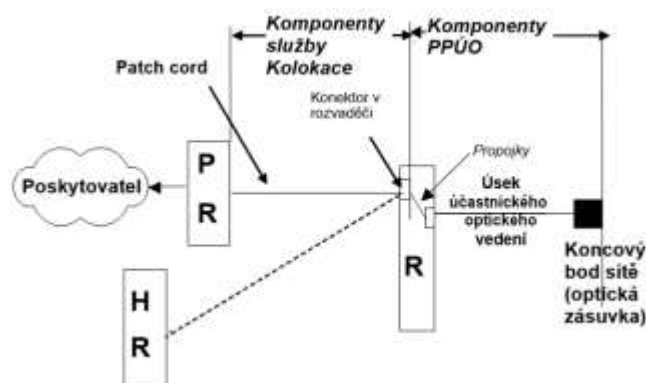 Komponenty
služby
Kolokace
Komponenty
PPÚO
Patch cord
Konektor v
rozvaděči
Propojky
P
R
Poskytovatel
Úsek
účastnického
optického
vedení
R
Koncový
bod sítě
(optická
zásuvka)
H
R